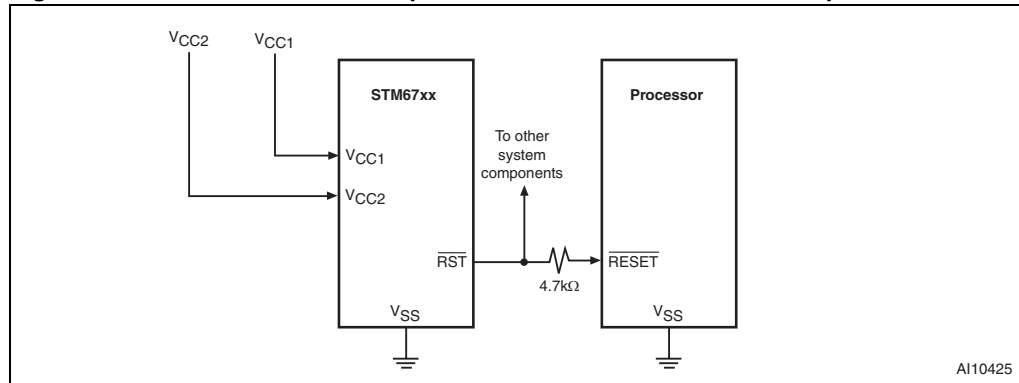 VCC2
VCC1
STM67xx
Processor
To other
system
components
VCC1
VCC2
RST
4.7kΩ
RESET
VSS
VSS
AI10425